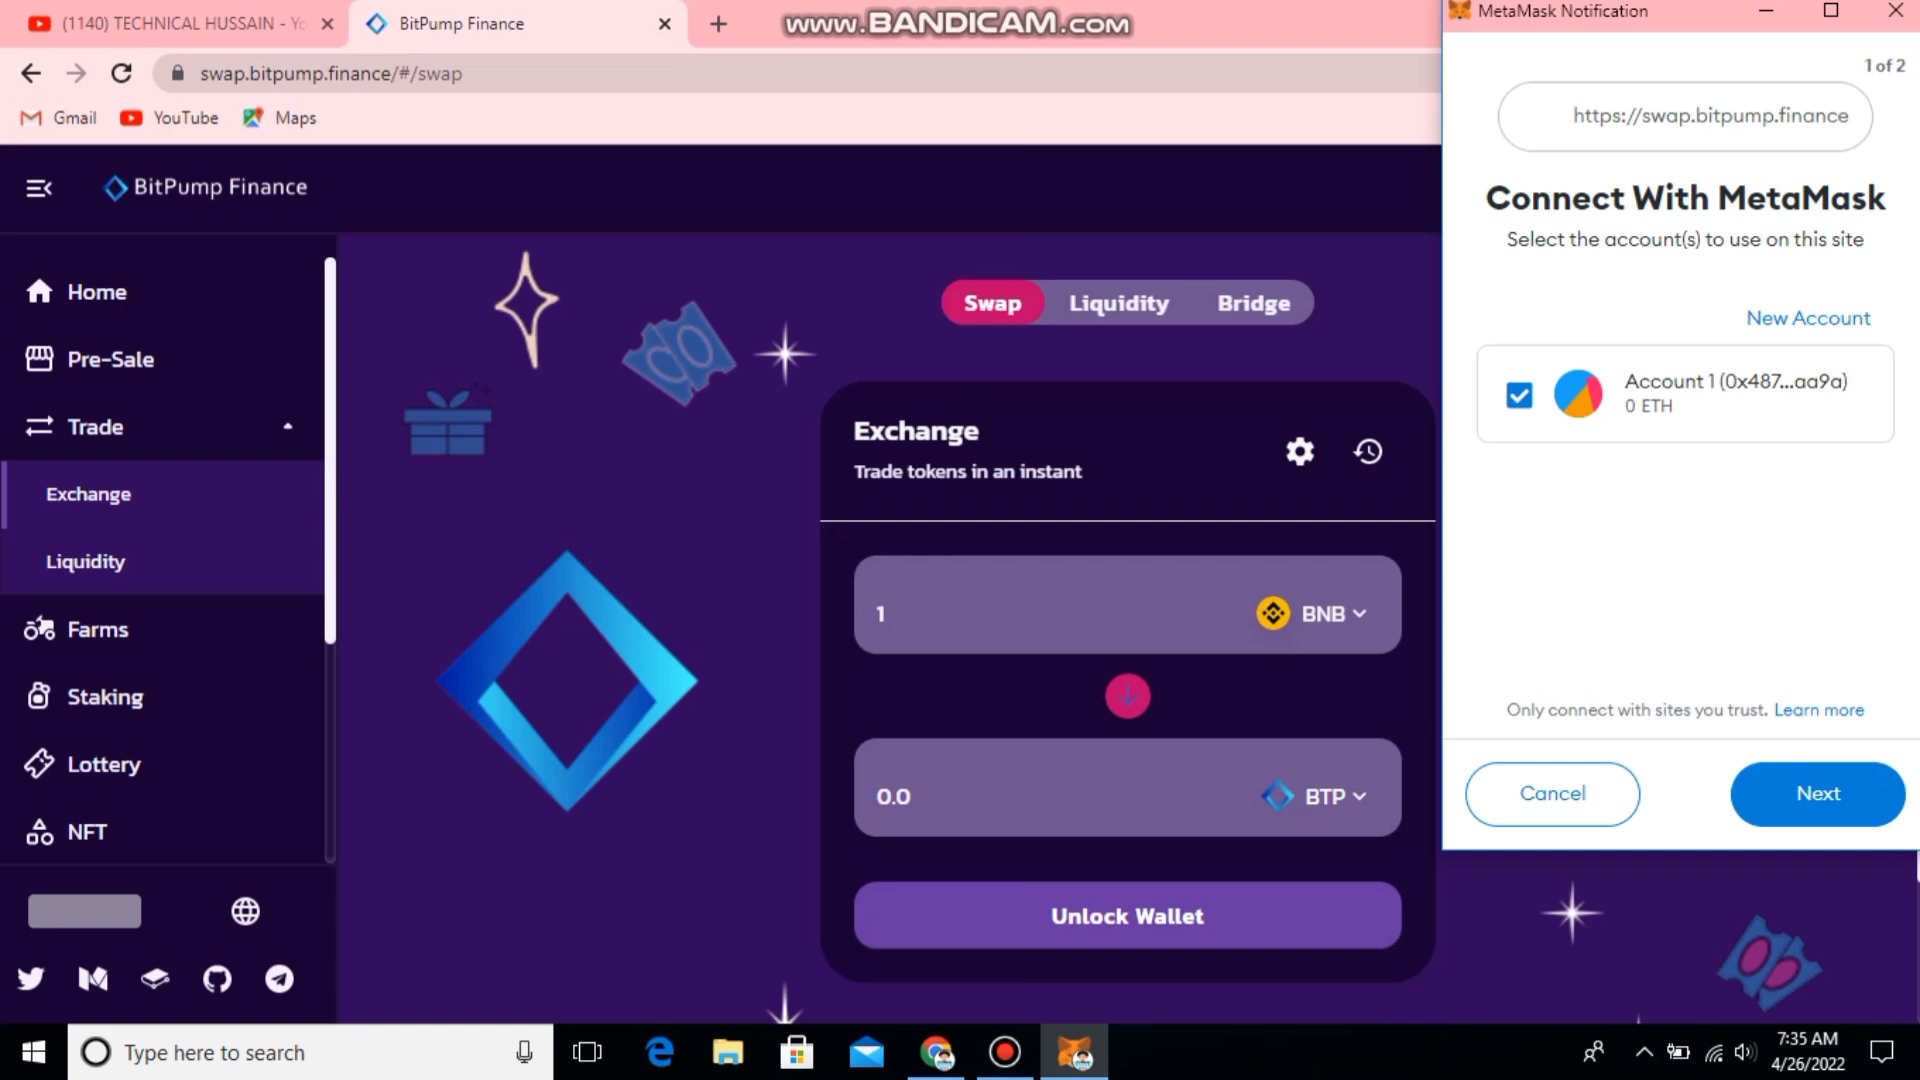 (1140) TECHNICAL HUSSAIN - Yo
BitPump Finance
www.BANDICAM.com
swap.bitpump.finance/#/swap
Gmail
YouTube
Maps
BitPump Finance
Home
Pre-Sale
Trade
Exchange
Liquidity
Farms
Staking
Lottery
NFT
Swap
Liquidity
Bridge
Exchange
Trade tokens in an instant
1
BNB
0.0
BTP
Unlock Wallet
MetaMask Notification
1 of 2
https://swap.bitpump.finance
Connect With MetaMask
Select the account(s) to use on this site
New Account
Account 1 (0x487...aa9a)
0 ETH
Only connect with sites you trust. Learn more
Cancel
Next
Type here to search
7:35 AM
4/26/2022